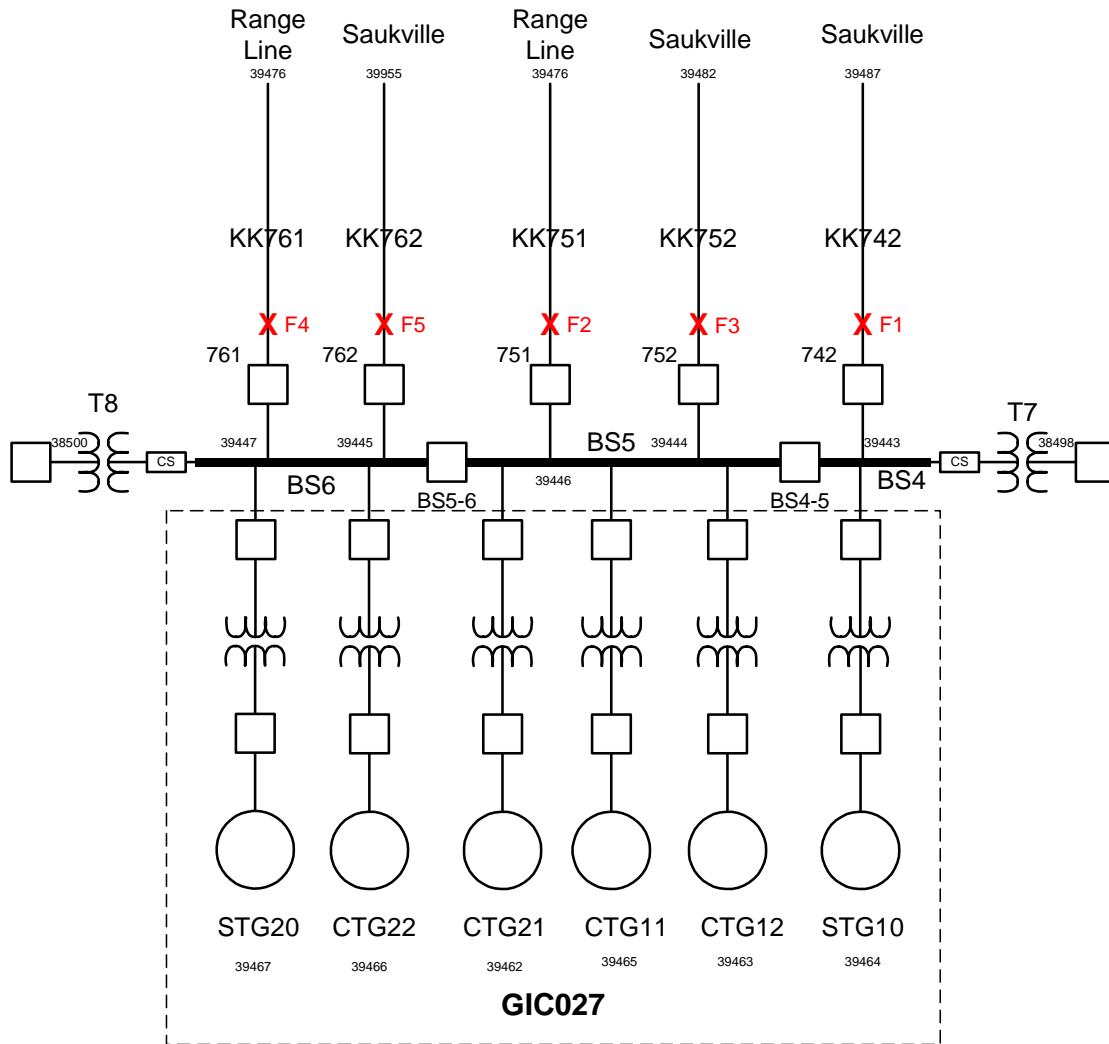 Range
Line
Saukville
Range
Line
Saukville
Saukville
39476
39955
39476
39482
39487
KK761
KK762
KK751
KK752
KK742
X F4
X F5
X F2
X F3
X F1
761
762
751
752
742
T8
T7
38500
CS
39447
39445
BS5
39444
39443
CS
38498
BS6
BS5-6
39446
BS4-5
BS4
STG20
CTG22
CTG21
CTG11
CTG12
STG10
39467
39466
39462
39465
39463
39464
GIC027